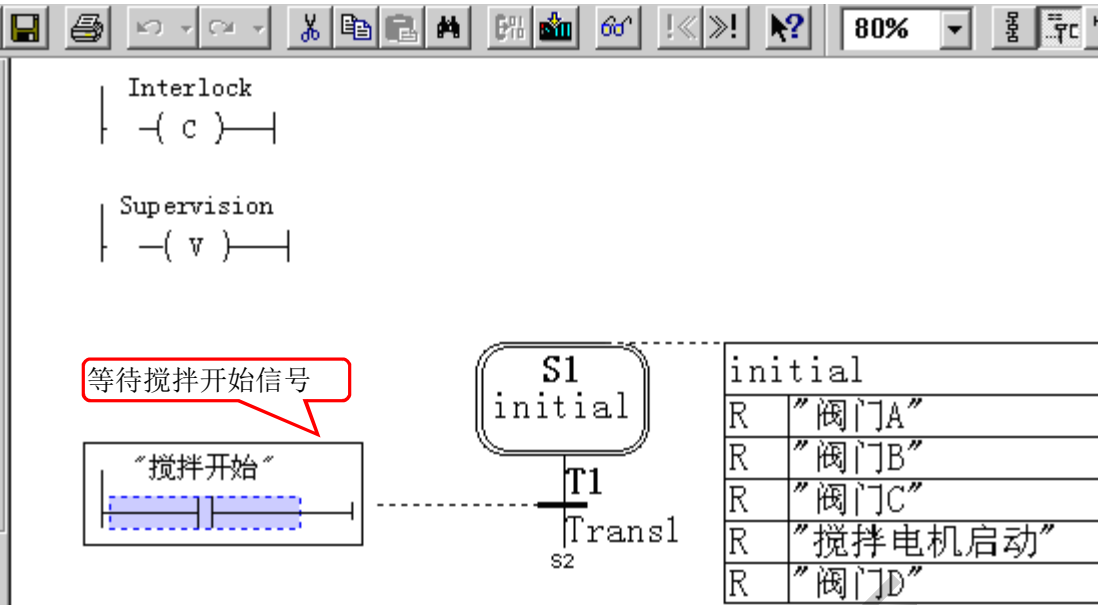 80%
Interlock
( C )
Supervision
( V )
等待搅拌开始信号
"搅拌开始"
S1
initial
T1
Trans1
S2
initial
R "阀门A"
R "阀门B"
R "阀门C"
R "搅拌电机启动"
R "阀门D"